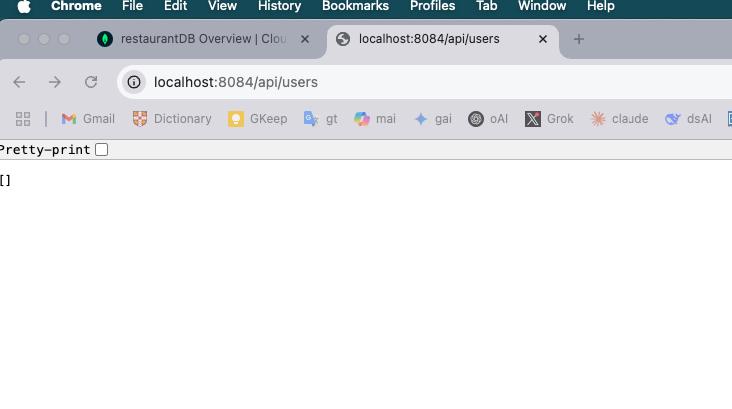 Chrome File Edit View History Bookmarks Profiles Tab Window Help
restaurantDB Overview | Clou
localhost:8084/api/users
localhost:8084/api/users
Gmail Dictionary GKeep gt mai gai oAI Grok claude dsAI
Pretty-print
[]